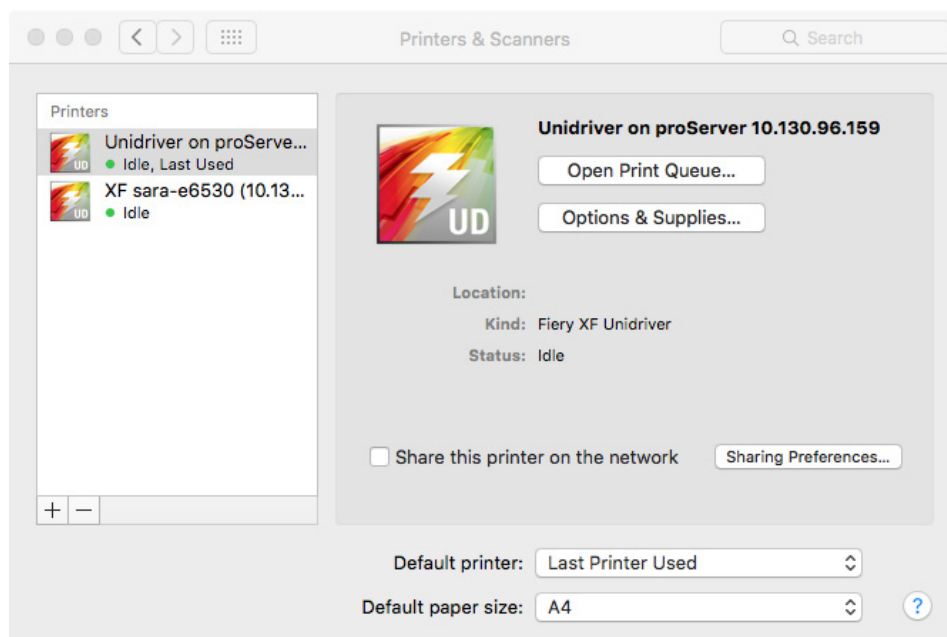 Printers & Scanners
Search
Printers
Unidriver on proServe...
UD
Idle, Last Used
XF sara-e6530 (10.13...
UD
Idle
Unidriver on proServer 10.130.96.159
UD
Open Print Queue...
Options & Supplies...
Location:
Kind: Fiery XF Unidriver
Status: Idle
Share this printer on the network
Sharing Preferences...
+ −
Default printer: Last Printer Used
Default paper size: A4
?